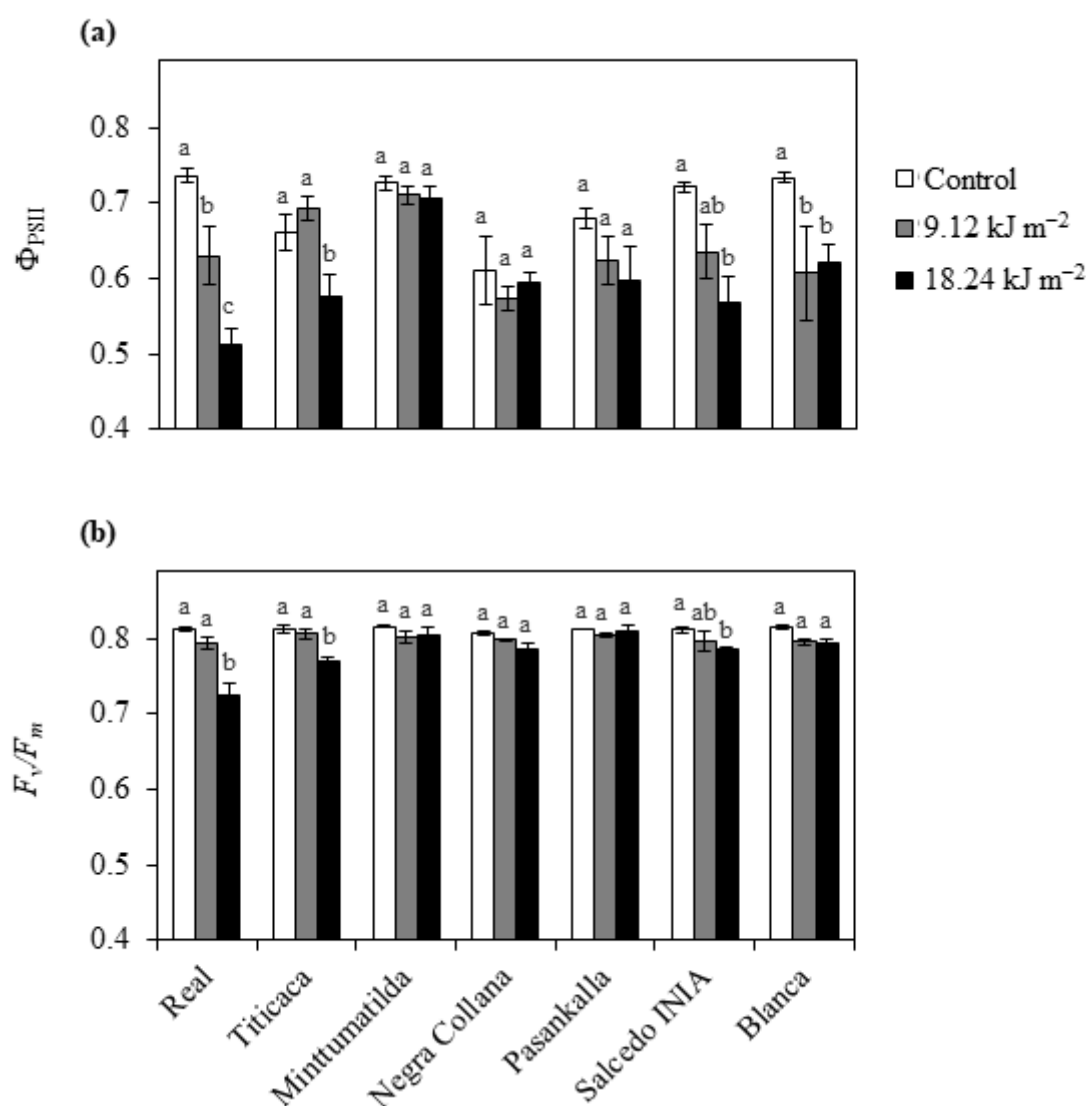 (a)
a a a a a a a
b a a a a ab b
c b a a a b b
0.8
0.7
0.6
0.5
0.4
ΦPSII
Control
9.12 kJ m⁻²
18.24 kJ m⁻²
(b)
a a a a a a a
a a a a a ab a
b b a a a b a
0.8
0.7
0.6
0.5
0.4
Fv/Fm
Real
Titicaca
Minttumatilda
Negra Collana
Pasankalla
Salcedo INIA
Blanca